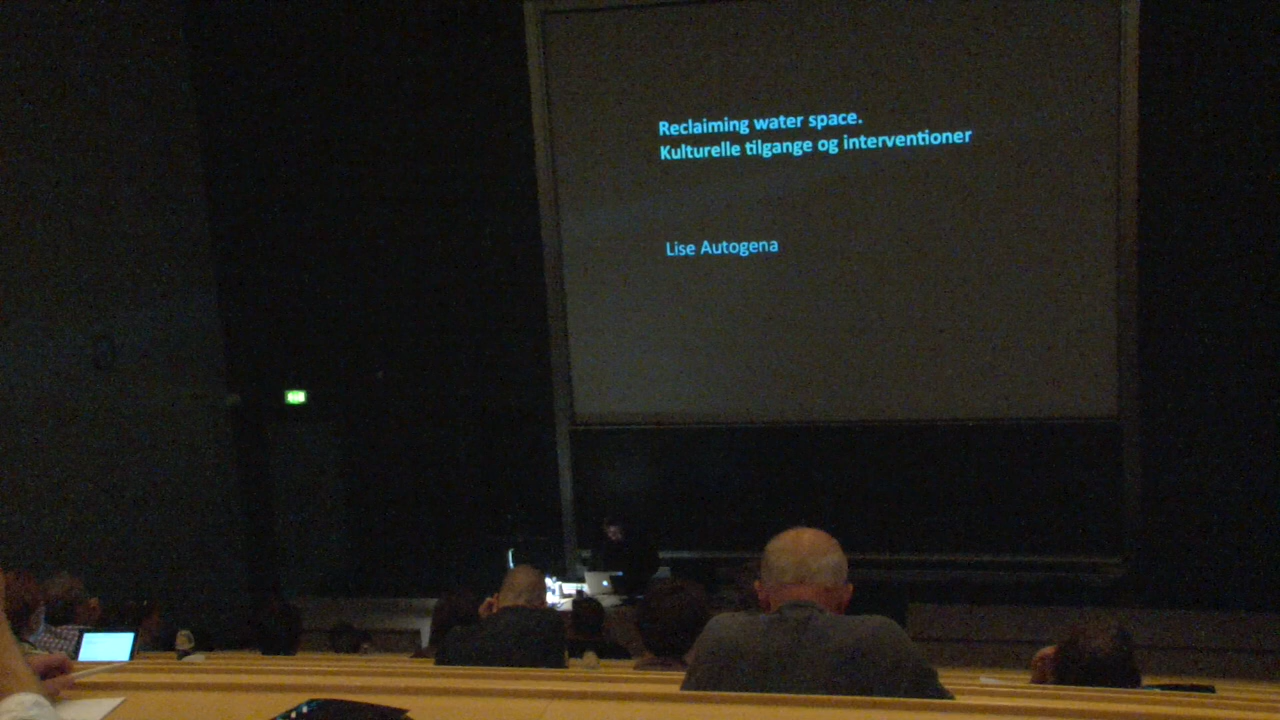 Reclaiming water space.
Kulturelle tilgange og interventioner
Lise Autogena